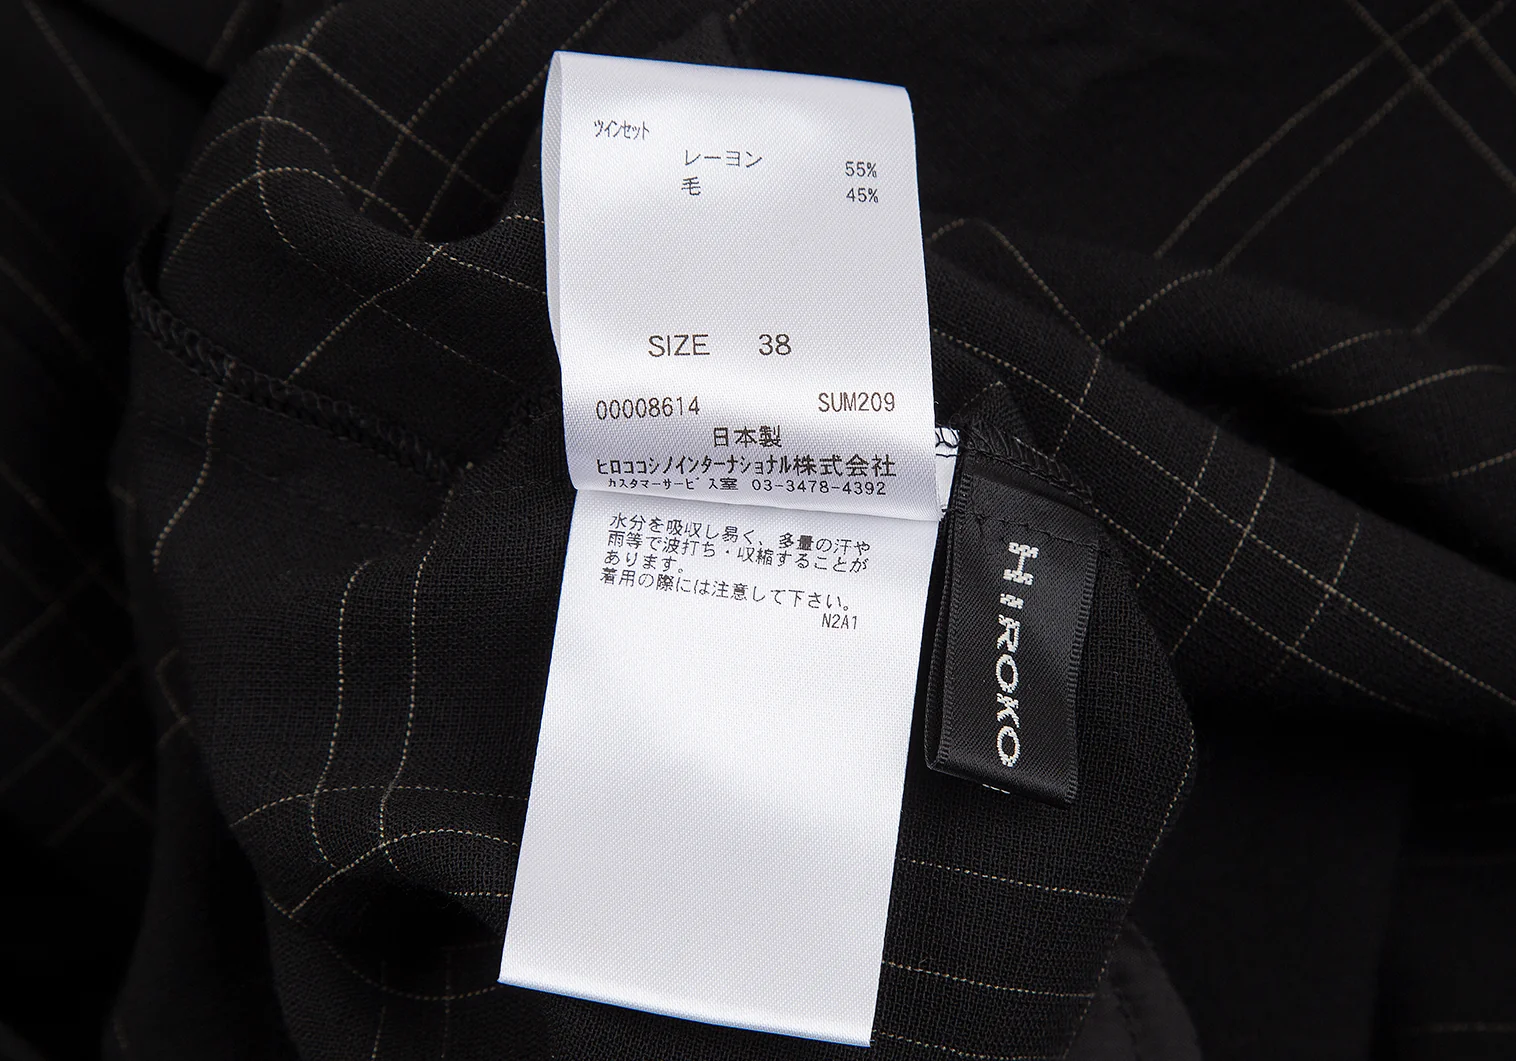 ツインセット
レーヨン 55%
毛 45%
SIZE 38
00008614 SUM209
日本製
ヒロココシノインターナショナル株式会社
カスタマーサービス室 03-3478-4392
水分を吸収し易く、多量の汗や
雨等で波打ち・収縮することが
あります。
着用の際には注意して下さい。
N2A1
HIROKO